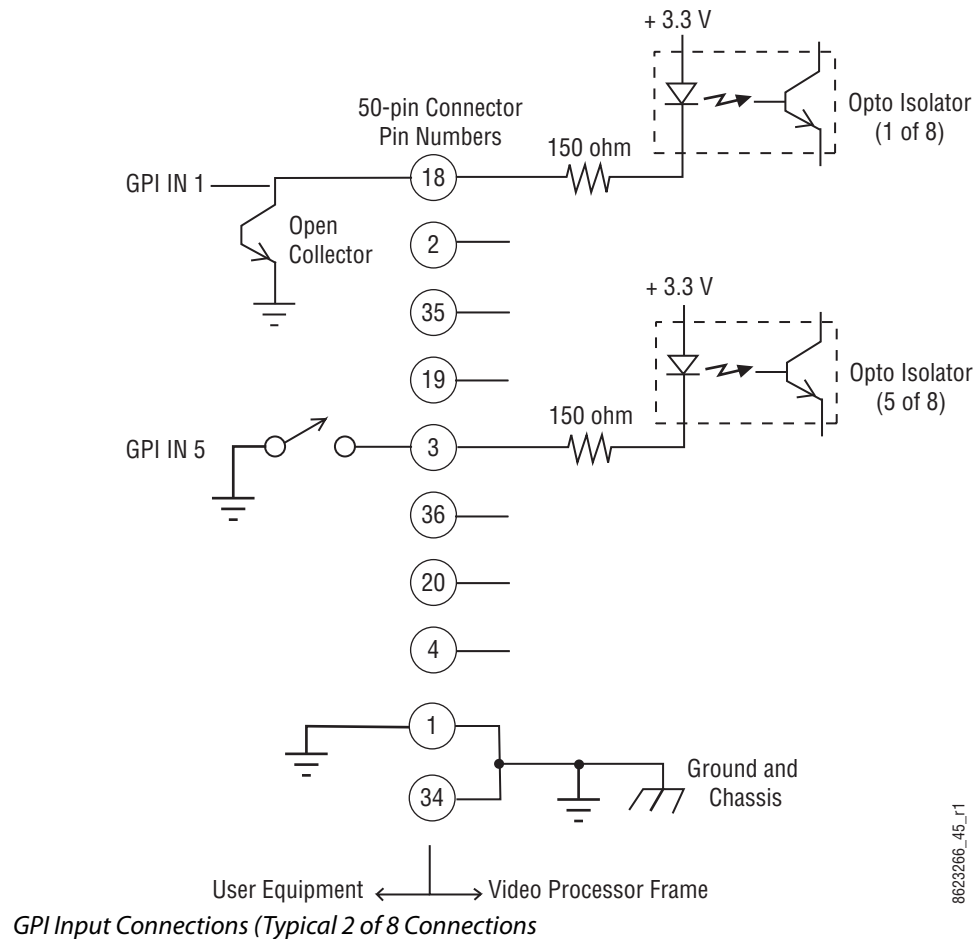 + 3.3 V
50-pin Connector
Pin Numbers
Opto Isolator
(1 of 8)
150 ohm
GPI IN 1
18
Open
Collector
2
+ 3.3 V
35
19
Opto Isolator
(5 of 8)
150 ohm
GPI IN 5
3
36
20
4
1
Ground and
Chassis
34
User Equipment
Video Processor Frame
8623266_45_r1
GPI Input Connections (Typical 2 of 8 Connections